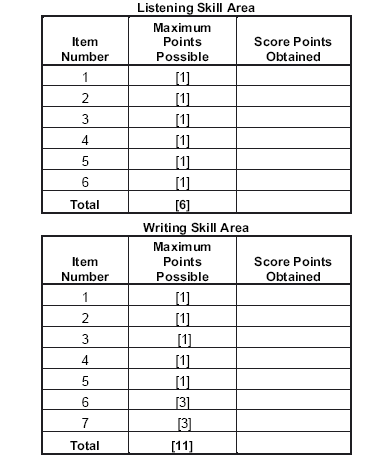 Listening Skill Area
Item Number Maximum Points Possible Score Points Obtained
1 [1]
2 [1]
3 [1]
4 [1]
5 [1]
6 [1]
Total [6]
Writing Skill Area
Item Number Maximum Points Possible Score Points Obtained
1 [1]
2 [1]
3 [1]
4 [1]
5 [1]
6 [3]
7 [3]
Total [11]